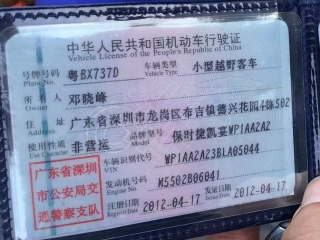 中华人民共和国机动车行驶证
Vehicle License of the People's Republic of China
号牌号码 粤BX737D 车辆类型 小型越野客车
Plate No. Vehicle Type
所有人 邓晓峰
Owner
住址 广东省深圳市龙岗区布吉镇德兴花园4栋502
Address
使用性质 非营运 品牌型号 保时捷凯宴WP1AA2A2
Use Character Model
车辆识别代号 WP1AA2A23BLA05044
VIN
发动机号码 M5502B06041
Engine No.
注册日期 2012-04-17 发证日期 2012-04-17
Register Date Issue Date
广东省深圳
市公安局交
通警察支队